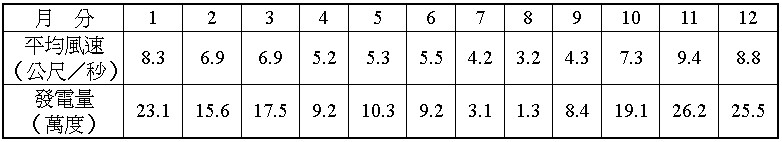 月 分 1 2 3 4 5 6 7 8 9 10 11 12
平均風速
（公尺／秒） 8.3 6.9 6.9 5.2 5.3 5.5 4.2 3.2 4.3 7.3 9.4 8.8
發電量
（萬度） 23.1 15.6 17.5 9.2 10.3 9.2 3.1 1.3 8.4 19.1 26.2 25.5